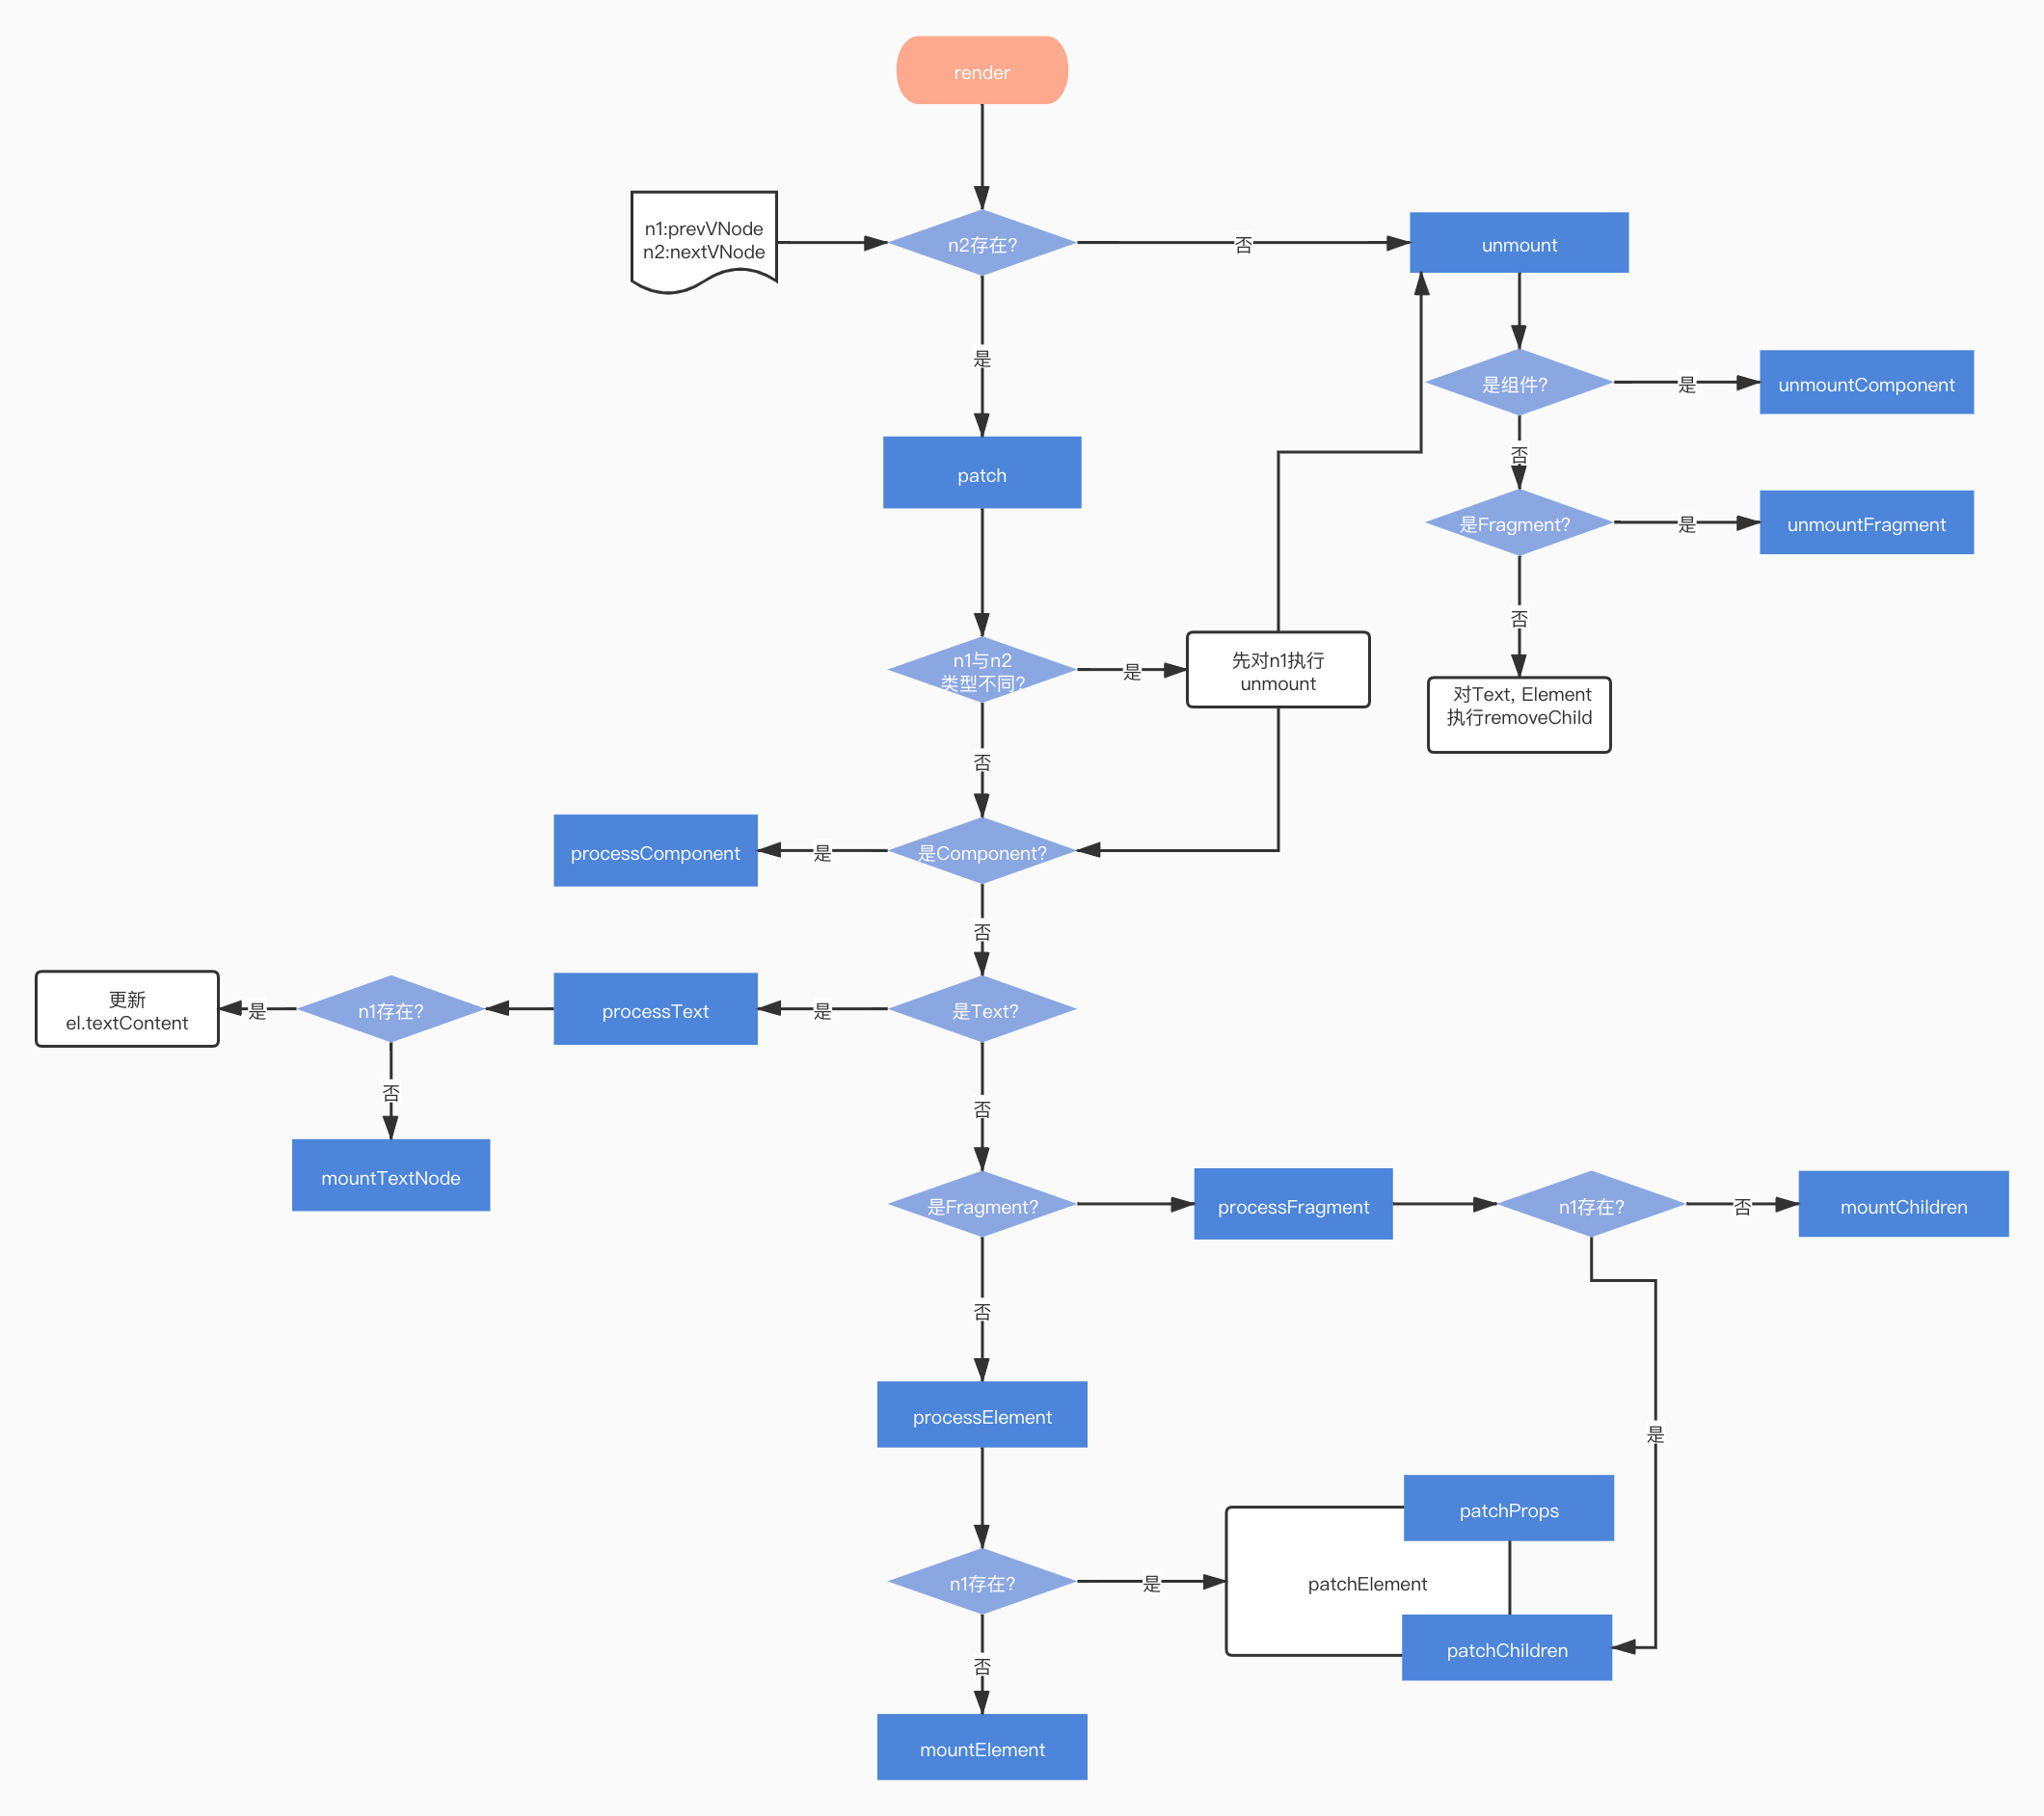 render
n1:prevVNode
n2:nextVNode
n2存在?
否
unmount
是
是组件?
是
unmountComponent
patch
否
是Fragment?
是
unmountFragment
n1与n2
类型不同?
是
先对n1执行
unmount
否
对Text, Element
执行removeChild
否
processComponent
是
是Component?
否
更新
el.textContent
是
n1存在?
processText
是
是Text?
否
mountTextNode
否
是Fragment?
processFragment
n1存在?
否
mountChildren
否
processElement
是
patchProps
n1存在?
是
patchElement
patchChildren
否
mountElement